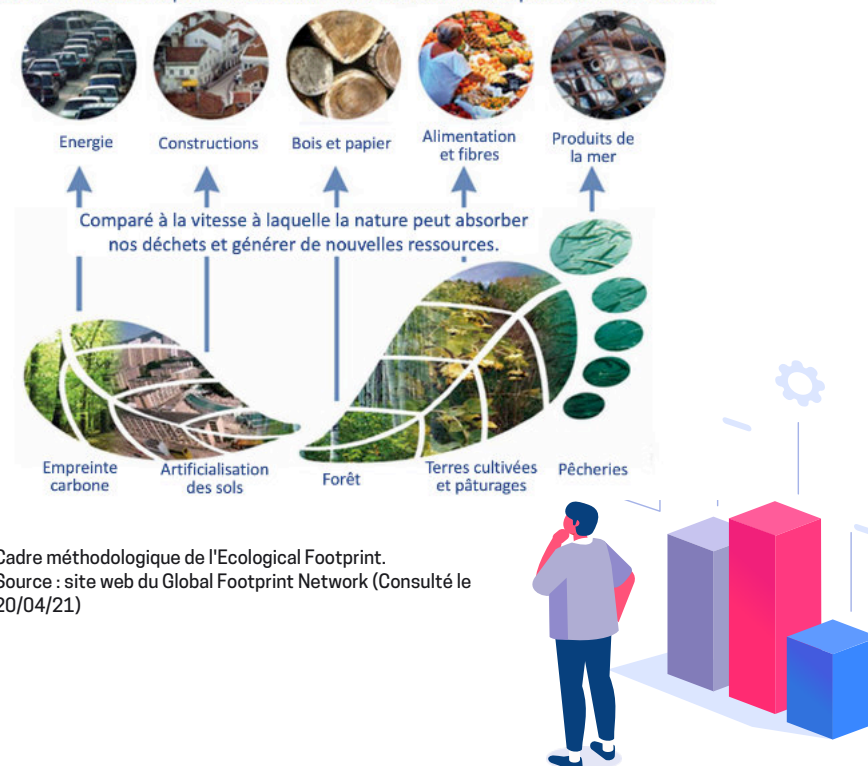 Energie
Constructions
Bois et papier
Alimentation
et fibres
Produits de
la mer
Comparé à la vitesse à laquelle la nature peut absorber
nos déchets et générer de nouvelles ressources.
Empreinte
carbone
Artificialisation
des sols
Forêt
Terres cultivées
et pâturages
Pêcheries
Cadre méthodologique de l'Ecological Footprint.
Source : site web du Global Footprint Network (Consulté le
20/04/21)